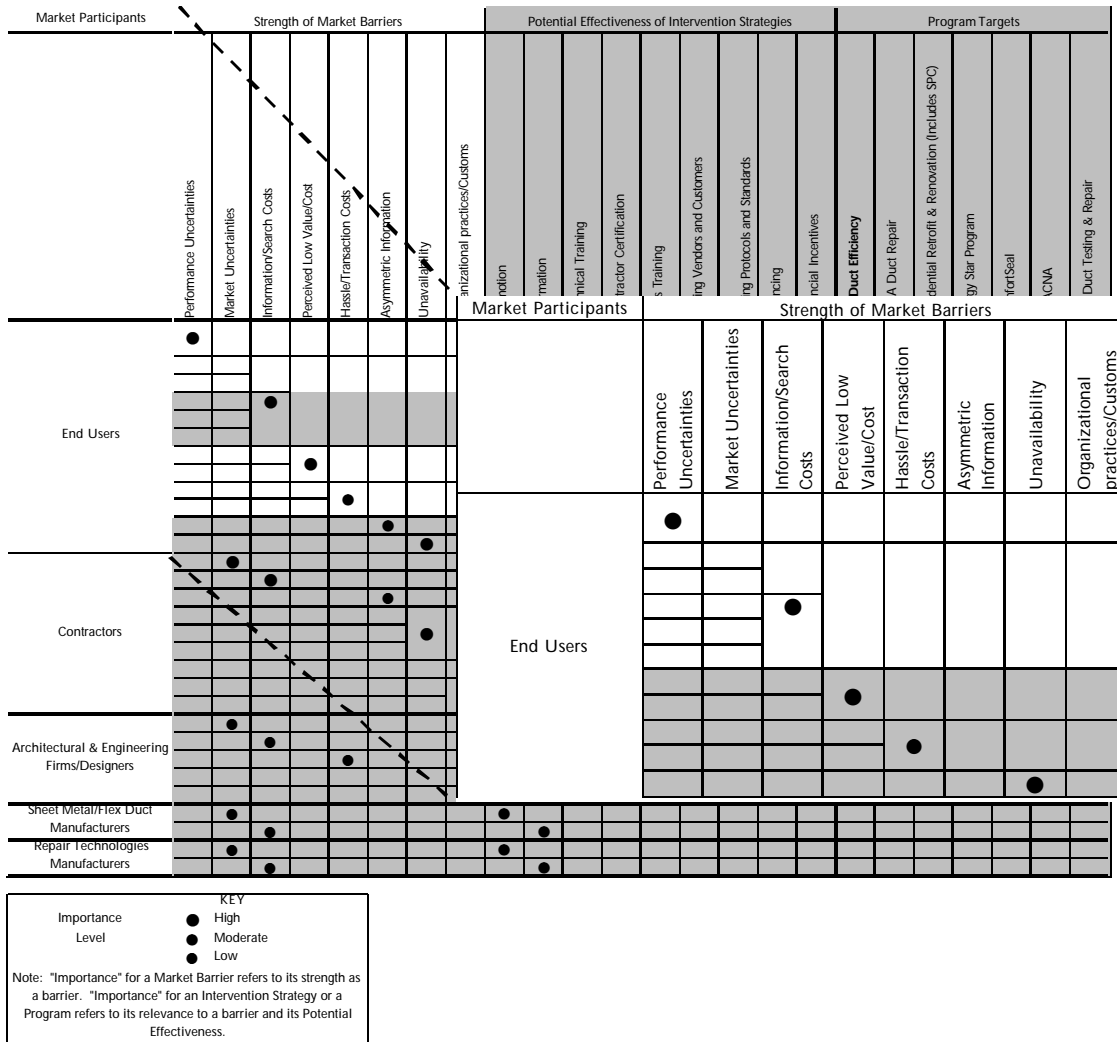 Market Participants
Strength of Market Barriers
Potential Effectiveness of Intervention Strategies
Program Targets
Performance Uncertainties
Market Uncertainties
Information/Search Costs
Perceived Low Value/Cost
Hassle/Transaction Costs
Asymmetric Information
Unavailability
anizational practices/Customs
motion
rmation
hnical Training
tractor Certification
s Training
ing Vendors and Customers
ing Protocols and Standards
ncing
ncial Incentives
Duct Efficiency
A Duct Repair
dential Retrofit & Renovation (Includes SPC)
gy Star Program
nfortSeal
ACNA
Duct Testing & Repair
End Users
Contractors
Architectural & Engineering
Firms/Designers
Sheet Metal/Flex Duct
Manufacturers
Repair Technologies
Manufacturers
Market Participants
Strength of Market Barriers
Performance
Uncertainties
Market Uncertainties
Information/Search
Costs
Perceived Low
Value/Cost
Hassle/Transaction
Costs
Asymmetric
Information
Unavailability
Organizational
practices/Customs
End Users
KEY
Importance
Level
High
Moderate
Low
Note: "Importance" for a Market Barrier refers to its strength as
a barrier. "Importance" for an Intervention Strategy or a
Program refers to its relevance to a barrier and its Potential
Effectiveness.